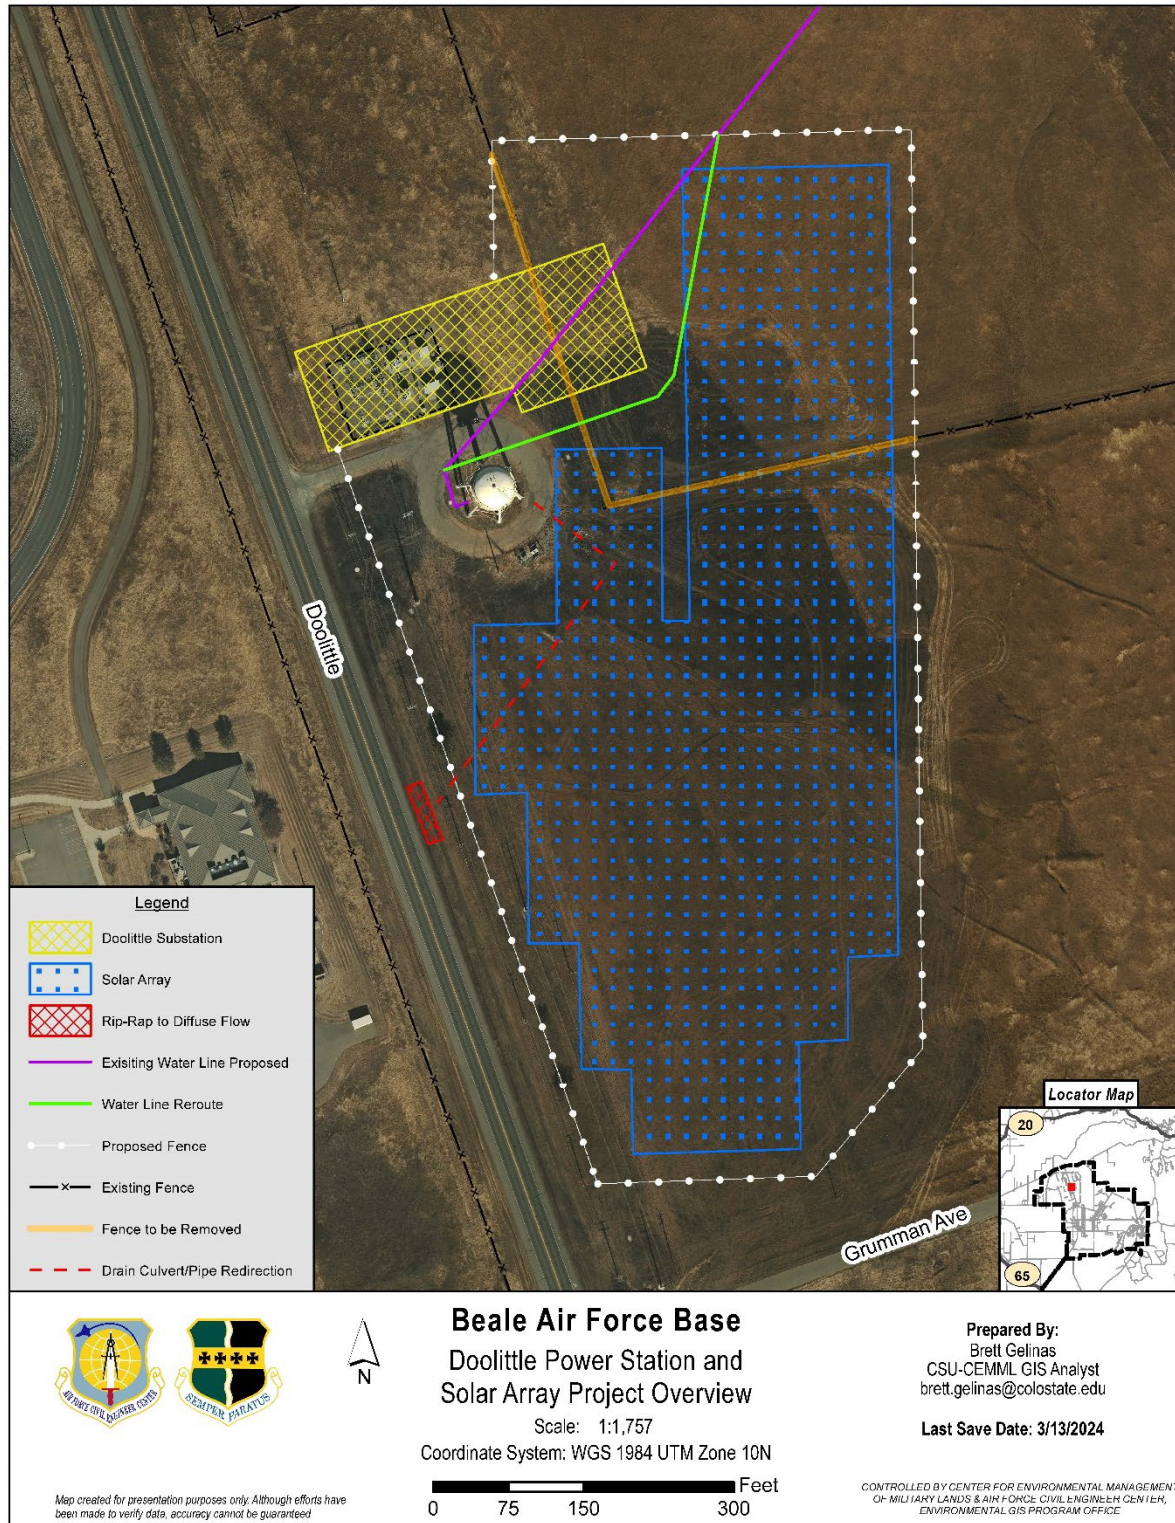 Doolittle
Grumman Ave
Legend
Doolittle Substation
Solar Array
Rip-Rap to Diffuse Flow
Exisiting Water Line Proposed
Water Line Reroute
Proposed Fence
Existing Fence
Fence to be Removed
Drain Culvert/Pipe Redirection
Locator Map
20
65
AIR FORCE CIVIL ENGINEER CENTER
SEMPER PARATUS
N
Beale Air Force Base
Doolittle Power Station and
Solar Array Project Overview
Scale: 1:1,757
Coordinate System: WGS 1984 UTM Zone 10N
Feet
0 75 150 300
Prepared By:
Brett Gelinas
CSU-CEMML GIS Analyst
brett.gelinas@colostate.edu
Last Save Date: 3/13/2024
Map created for presentation purposes only. Although efforts have
been made to verify data, accuracy cannot be guaranteed
CONTROLLED BY CENTER FOR ENVIRONMENTAL MANAGEMENT
OF MILITARY LANDS & AIR FORCE CIVIL ENGINEER CENTER,
ENVIRONMENTAL GIS PROGRAM OFFICE